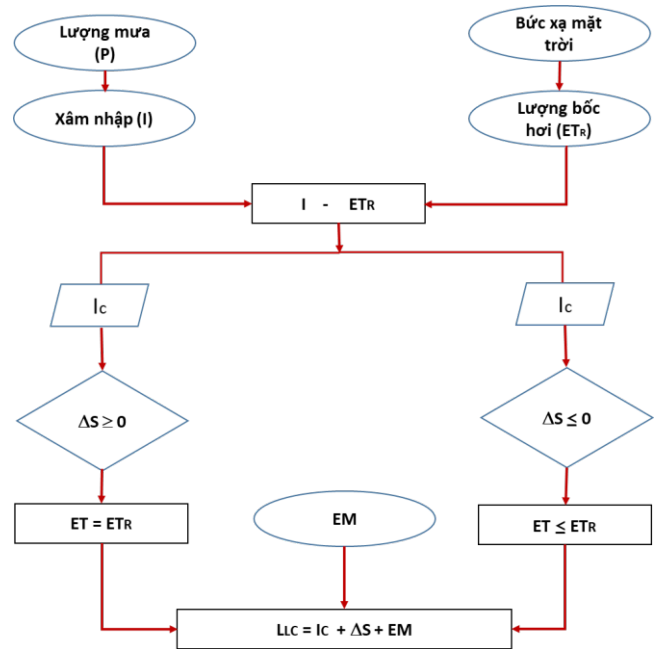 Lượng mưa
(P)
Bức xạ mặt
trời
Xâm nhập (I)
Lượng bốc
hơi (ETR)
I - ETR
IC
IC
ΔS ≥ 0
ΔS ≤ 0
ET = ETR
EM
ET ≤ ETR
LLC = IC + ΔS + EM